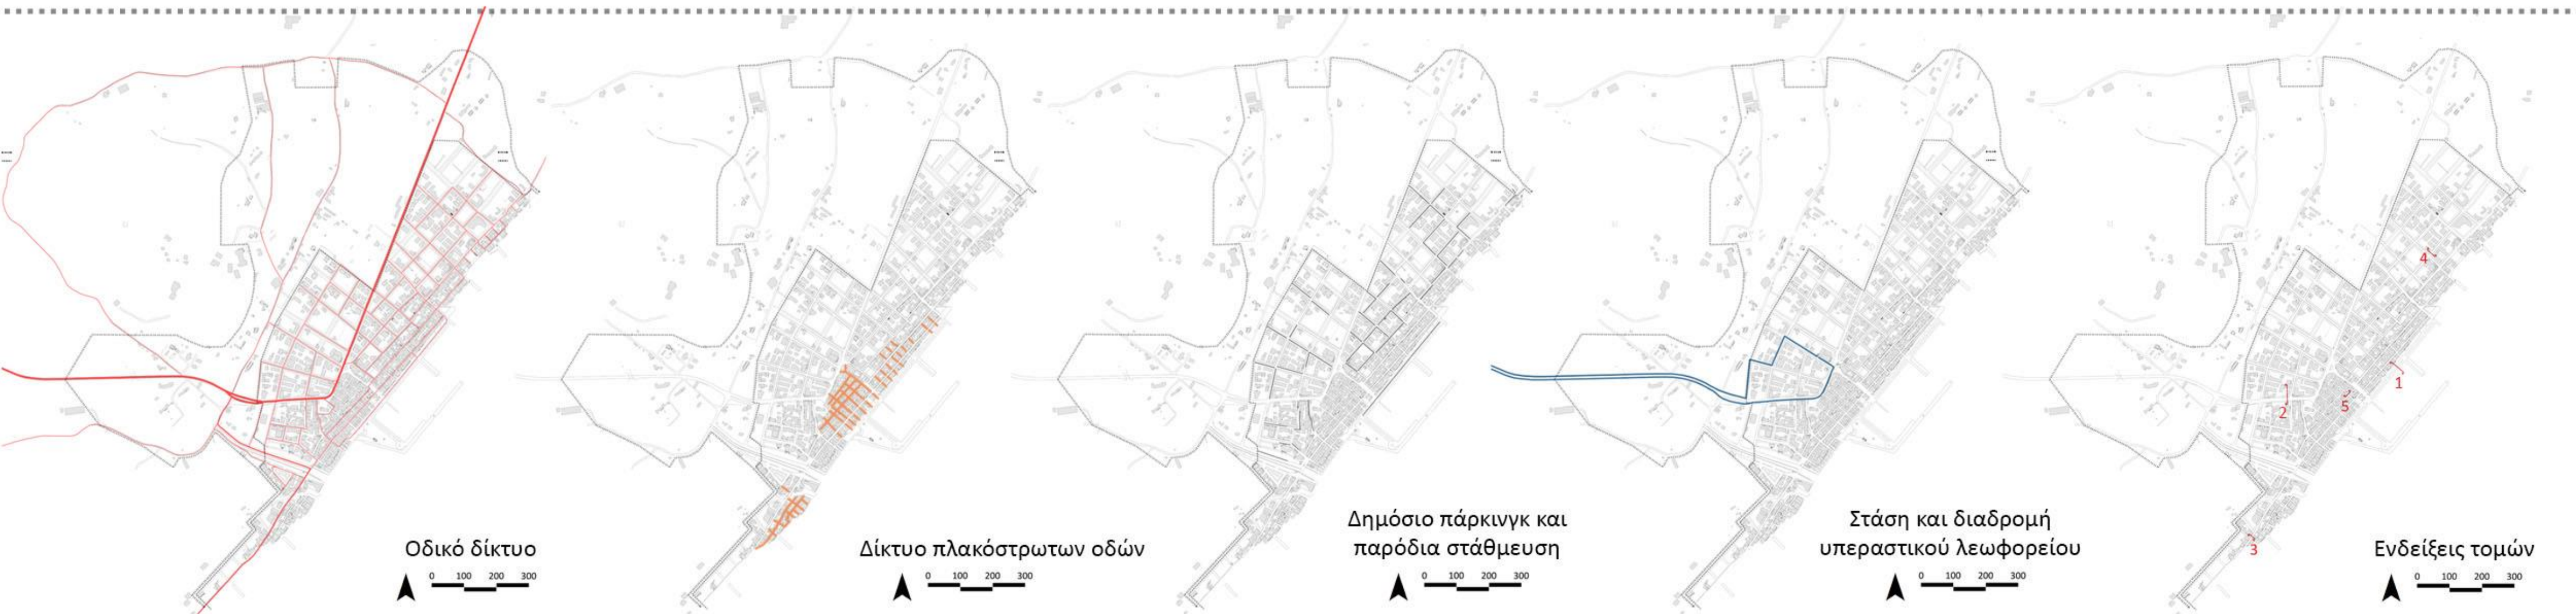 Οδικό δίκτυο
0 100 200 300
Δίκτυο πλακόστρωτων οδών
0 100 200 300
Δημόσιο πάρκινγκ και
παρόδια στάθμευση
0 100 200 300
Στάση και διαδρομή
υπεραστικού λεωφορείου
0 100 200 300
4
1
2
5
3
Ενδείξεις τομών
0 100 200 300